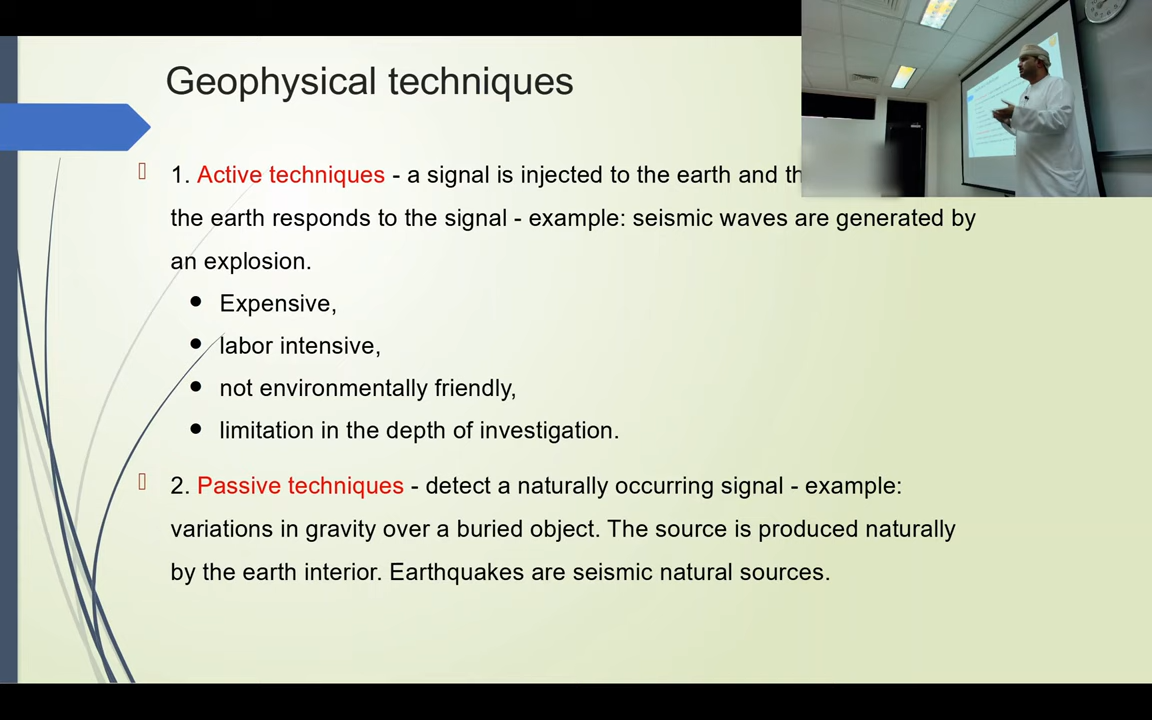 Geophysical techniques
1. Active techniques - a signal is injected to the earth and
the earth responds to the signal - example: seismic waves are generated by
an explosion.
● Expensive,
● labor intensive,
● not environmentally friendly,
● limitation in the depth of investigation.
2. Passive techniques - detect a naturally occurring signal - example:
variations in gravity over a buried object. The source is produced naturally
by the earth interior. Earthquakes are seismic natural sources.